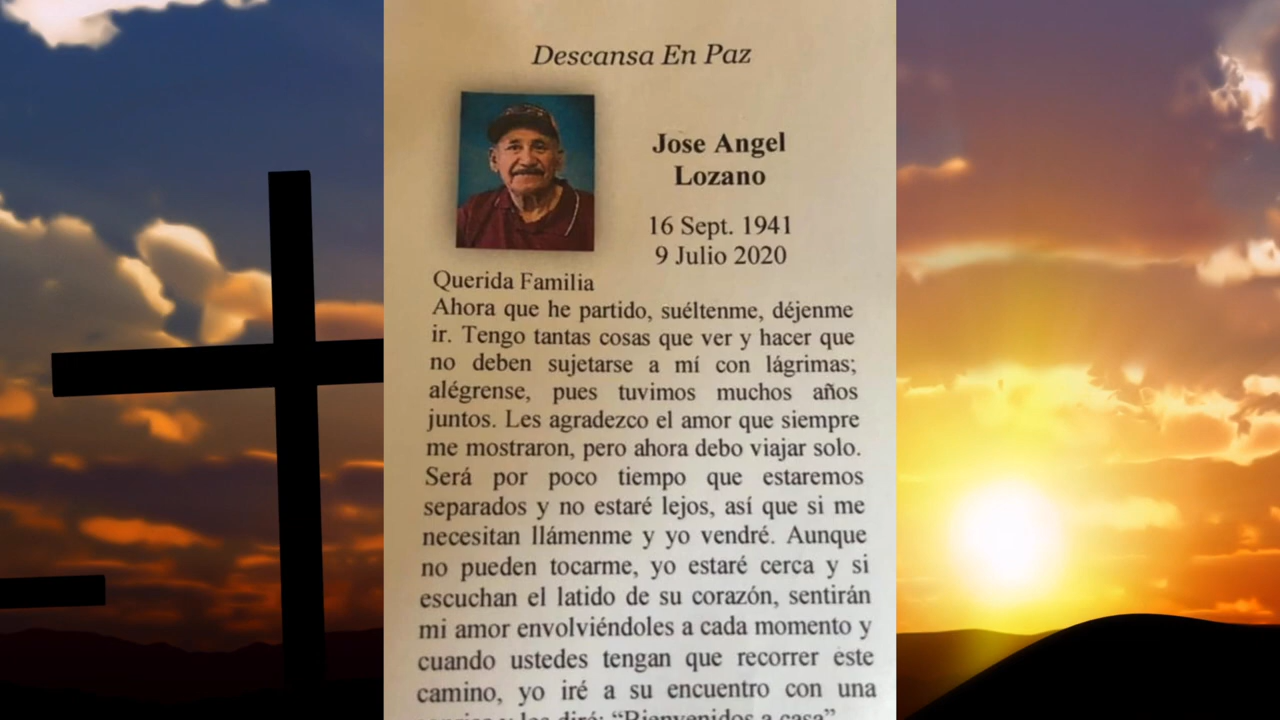 Descansa En Paz
Jose Angel
Lozano
16 Sept. 1941
9 Julio 2020
Querida Familia
Ahora que he partido, suéltenme, déjenme
ir. Tengo tantas cosas que ver y hacer que
no deben sujetarse a mí con lágrimas;
alégrense, pues tuvimos muchos años
juntos. Les agradezco el amor que siempre
me mostraron, pero ahora debo viajar solo.
Será por poco tiempo que estaremos
separados y no estaré lejos, así que si me
necesitan llámenme y yo vendré. Aunque
no pueden tocarme, yo estaré cerca y si
escuchan el latido de su corazón, sentirán
mi amor envolviéndoles a cada momento y
cuando ustedes tengan que recorrer este
camino, yo iré a su encuentro con una
y les diré: “Bienvenidos a casa”